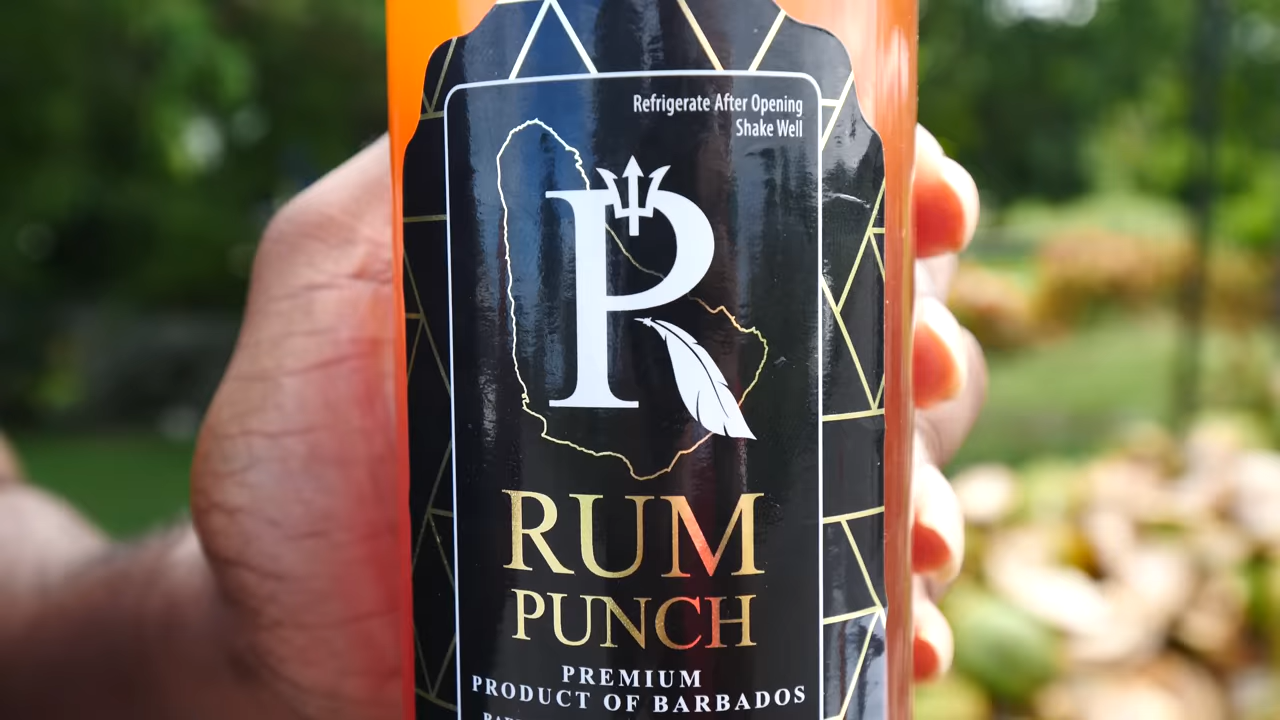 Refrigerate After Opening
Shake Well
R
RUM
PUNCH
PREMIUM
PRODUCT OF BARBADOS